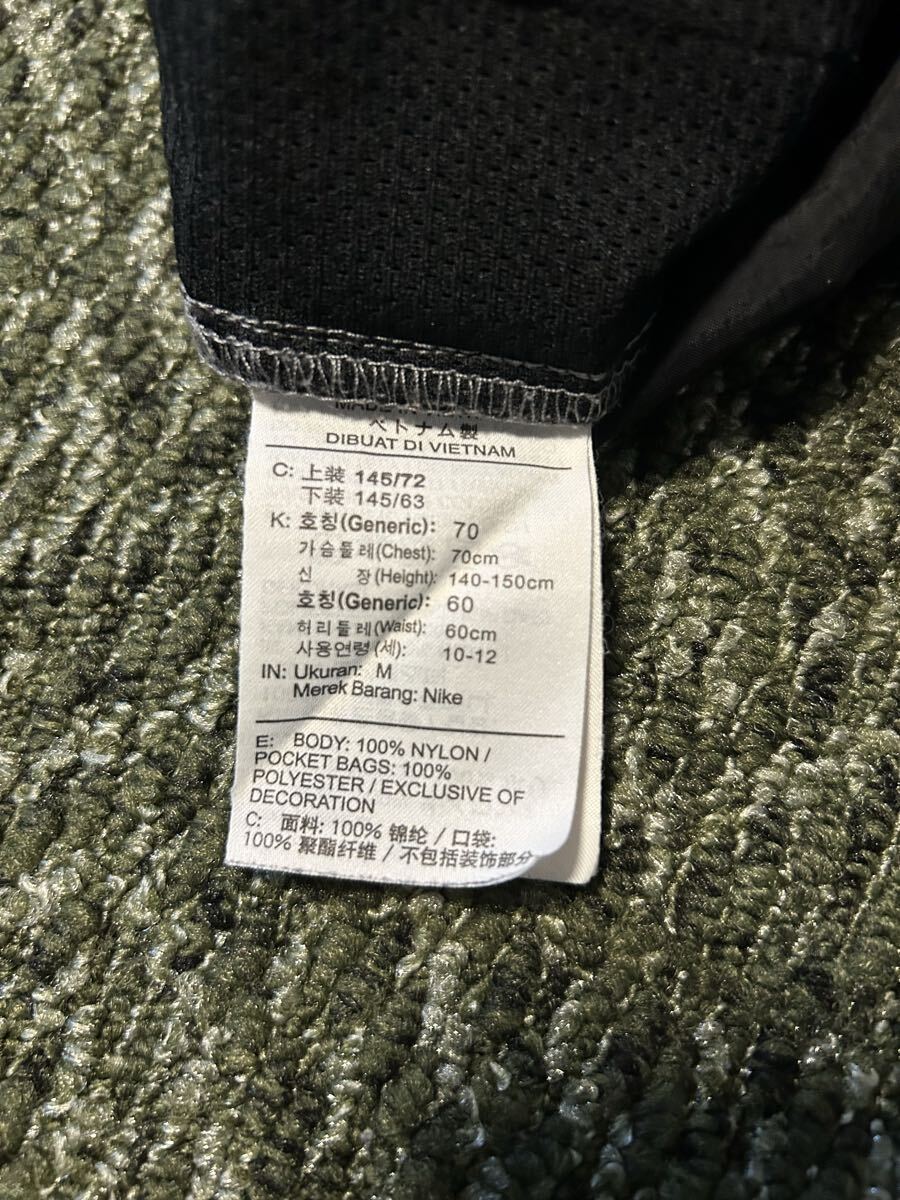 ベトナム製
DIBUAT DI VIETNAM
C: 上装 145/72
下装 145/63
K: 호칭(Generic): 70
가슴둘레(Chest): 70cm
신 장(Height): 140-150cm
호칭(Generic): 60
허리둘레(Waist): 60cm
사용연령(세): 10-12
IN: Ukuran: M
Merek Barang: Nike
E: BODY: 100% NYLON /
POCKET BAGS: 100%
POLYESTER / EXCLUSIVE OF
DECORATION
C: 面料: 100% 锦纶 / 口袋:
100% 聚酯纤维 / 不包括装饰部分